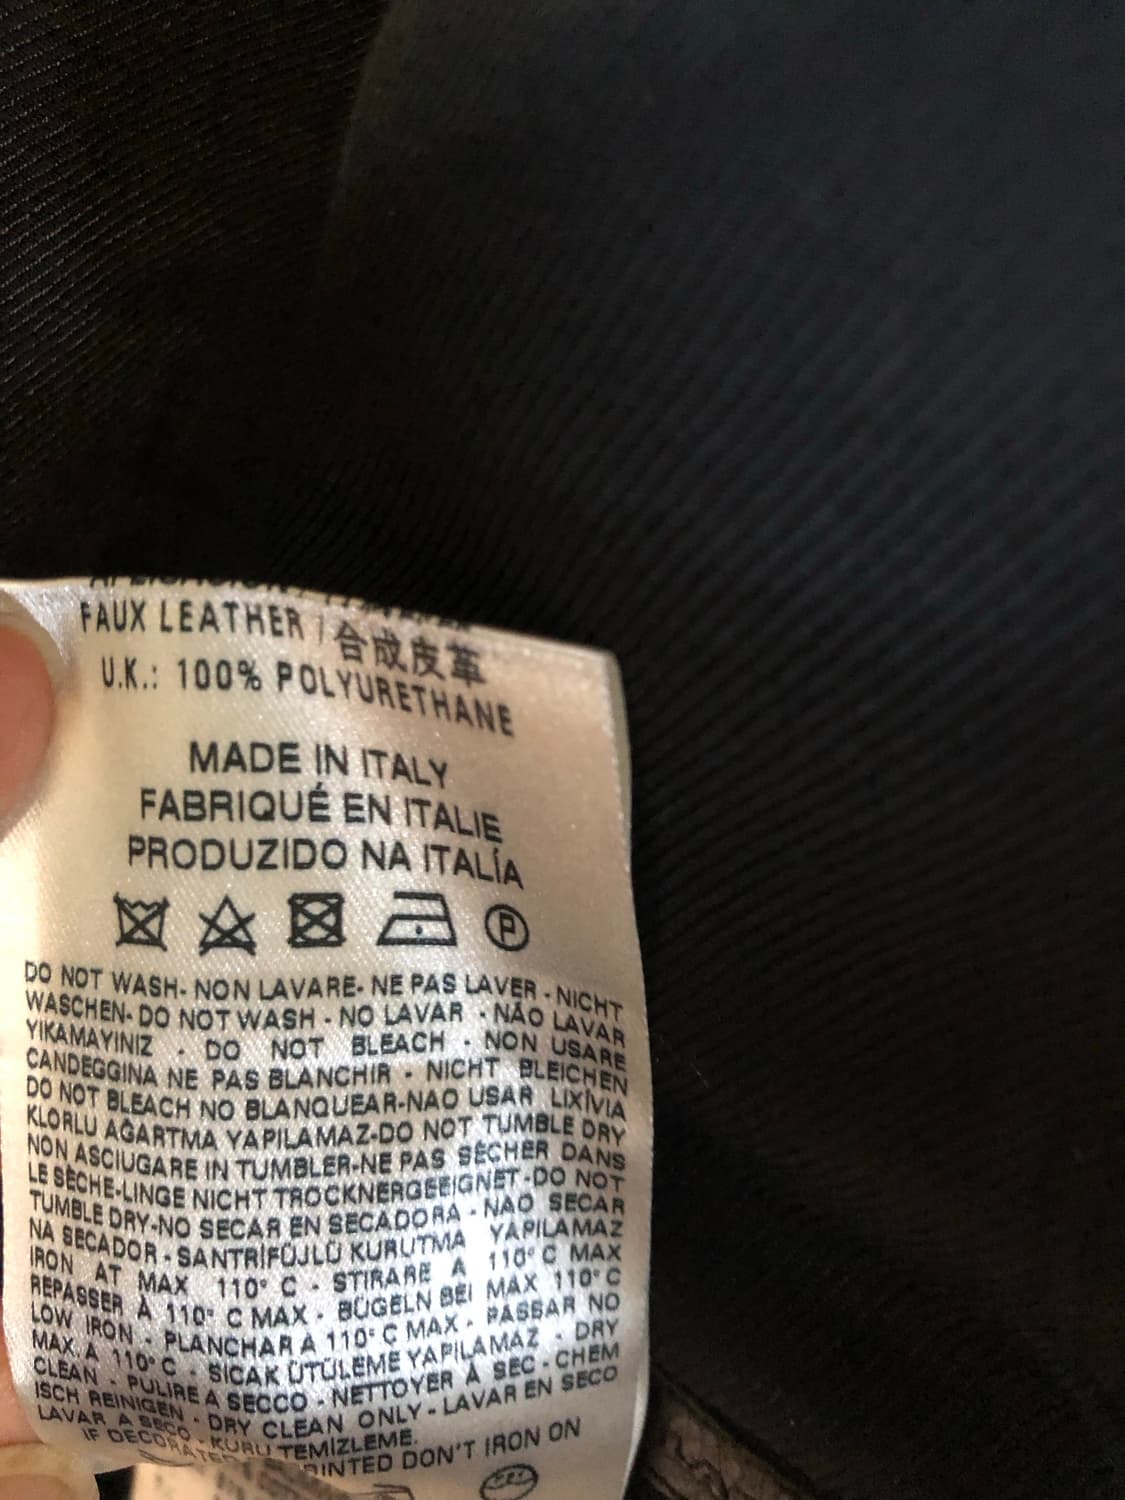 FAUX LEATHER / 合成皮革
U.K.: 100% POLYURETHANE
MADE IN ITALY
FABRIQUÉ EN ITALIE
PRODUZIDO NA ITALÍA
P
DO NOT WASH- NON LAVARE- NE PAS LAVER - NICHT
WASCHEN- DO NOT WASH - NO LAVAR - NÃO LAVAR
YIKAMAYINIZ - DO NOT BLEACH - NON USARE
CANDEGGINA NE PAS BLANCHIR - NICHT BLEICHEN
DO NOT BLEACH NO BLANQUEAR-NAO USAR LIXÍVIA
KLORLU AĞARTMA YAPILAMAZ-DO NOT TUMBLE DRY
NON ASCIUGARE IN TUMBLER-NE PAS SÉCHER DANS
LE SÈCHE-LINGE NICHT TROCKNERGEEIGNET-DO NOT
TUMBLE DRY-NO SECAR EN SECADORA - NAO SECAR
NA SECADOR - SANTRİFÜJLÜ KURUTMA YAPILAMAZ
IRON AT MAX 110° C - STIRARE A 110° C MAX
REPASSER À 110° C MAX - BÜGELN BEI MAX 110° C
LOW IRON - PLANCHAR A 110° C MAX - PASSAR NO
MAX. A 110° C - SICAK ÜTÜLEME YAPILAMAZ - DRY
CLEAN - PULIRE A SECCO - NETTOYER À SEC - CHEM
ISCH REINIGEN - DRY CLEAN ONLY - LAVAR EN SECO
LAVAR A SECO - KURU TEMİZLEME.
IF DECORATED DON'T IRON ON